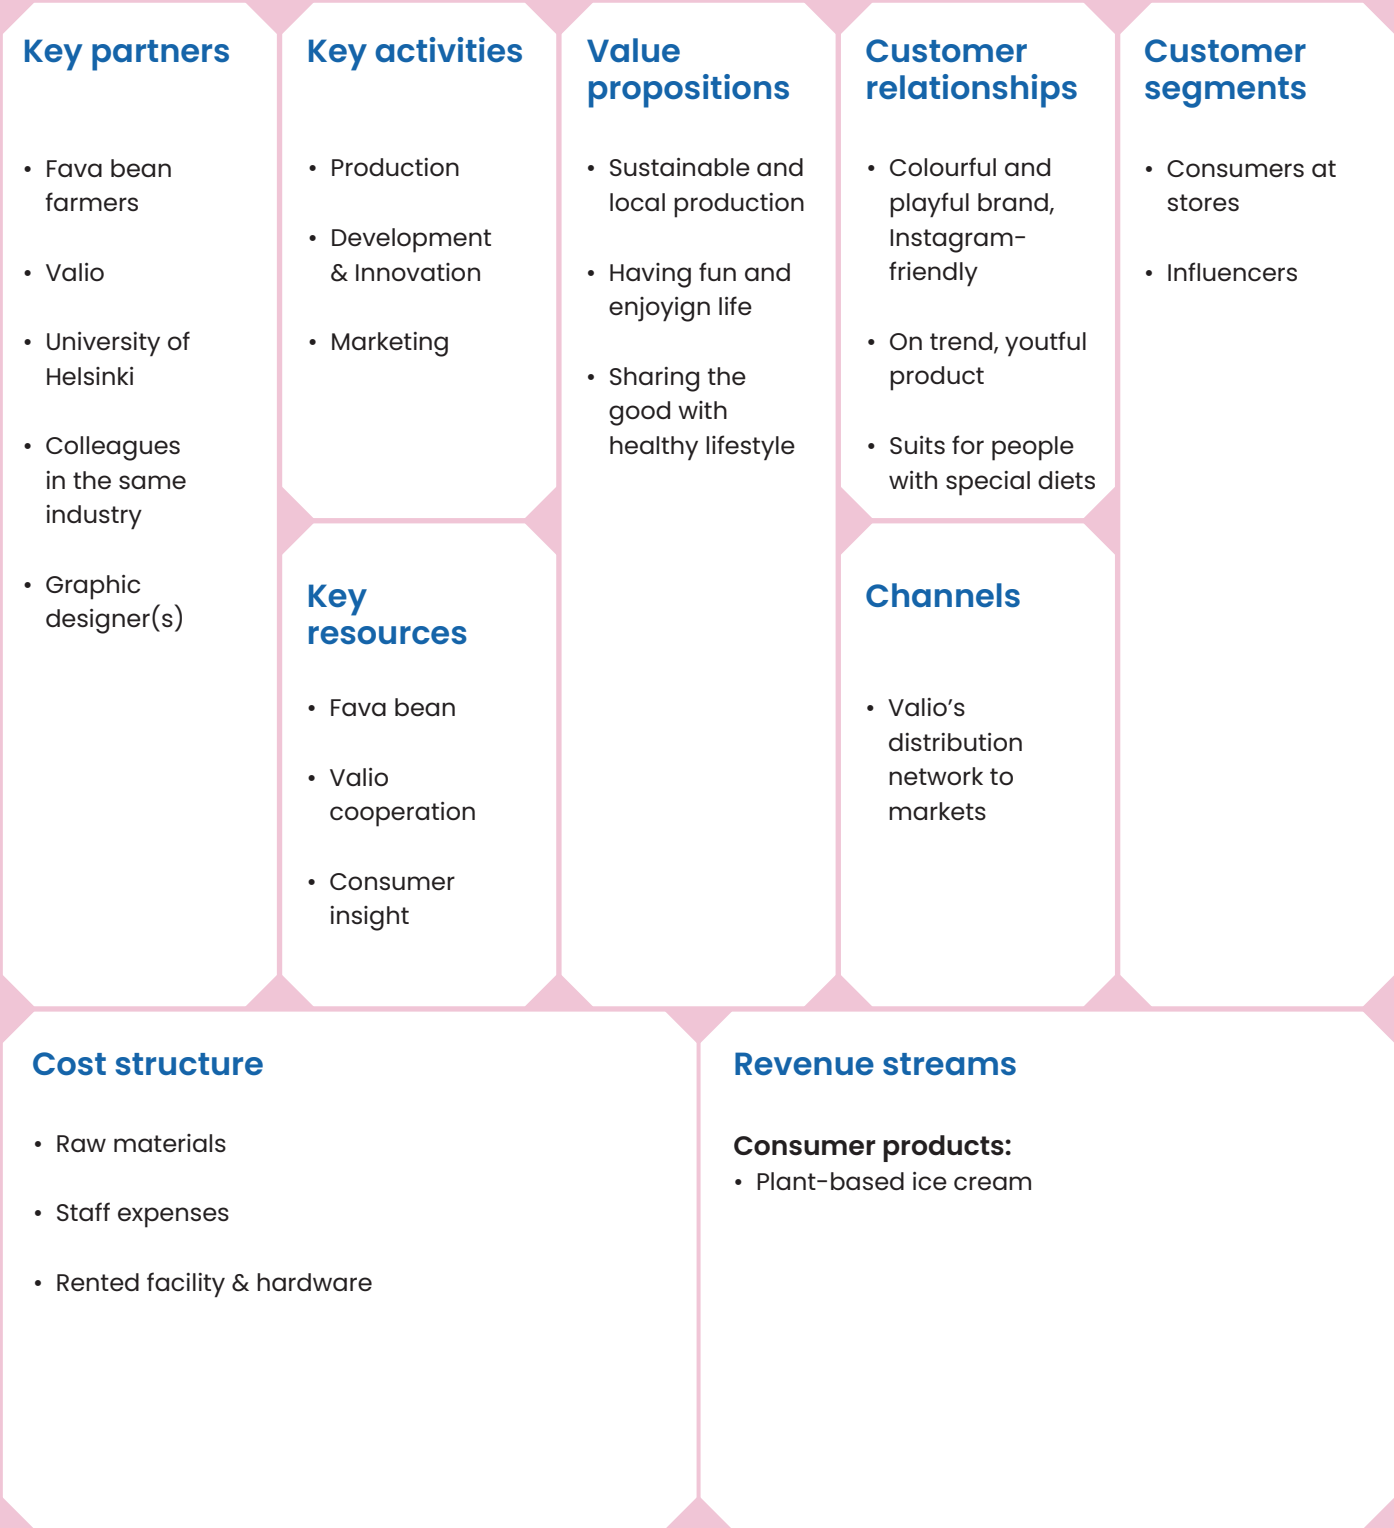 Key partners
• Fava bean
farmers
• Valio
• University of
Helsinki
• Colleagues
in the same
industry
• Graphic
designer(s)
Key activities
• Production
• Development
& Innovation
• Marketing
Key
resources
• Fava bean
• Valio
cooperation
• Consumer
insight
Value
propositions
• Sustainable and
local production
• Having fun and
enjoyign life
• Sharing the
good with
healthy lifestyle
Customer
relationships
• Colourful and
playful brand,
Instagram-
friendly
• On trend, youtful
product
• Suits for people
with special diets
Channels
• Valio’s
distribution
network to
markets
Customer
segments
• Consumers at
stores
• Influencers
Cost structure
• Raw materials
• Staff expenses
• Rented facility & hardware
Revenue streams
Consumer products:
• Plant-based ice cream